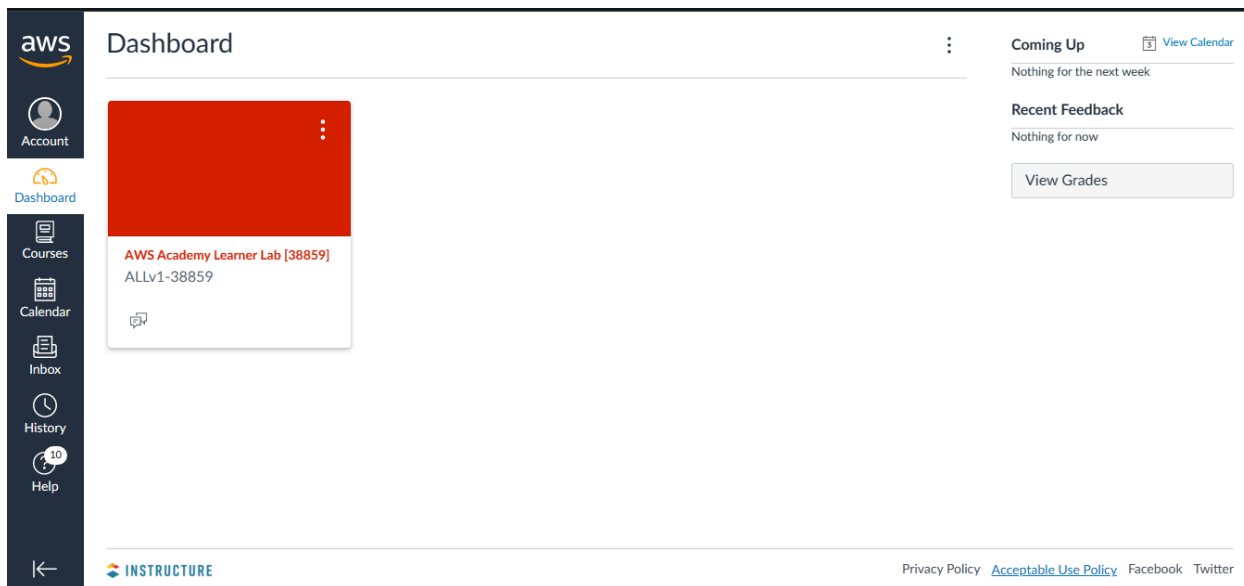 aws
Account
Dashboard
Courses
Calendar
Inbox
History
10
Help
Dashboard
AWS Academy Learner Lab [38859]
ALLv1-38859
Coming Up
3
View Calendar
Nothing for the next week
Recent Feedback
Nothing for now
View Grades
INSTRUCTURE
Privacy Policy Acceptable Use Policy Facebook Twitter